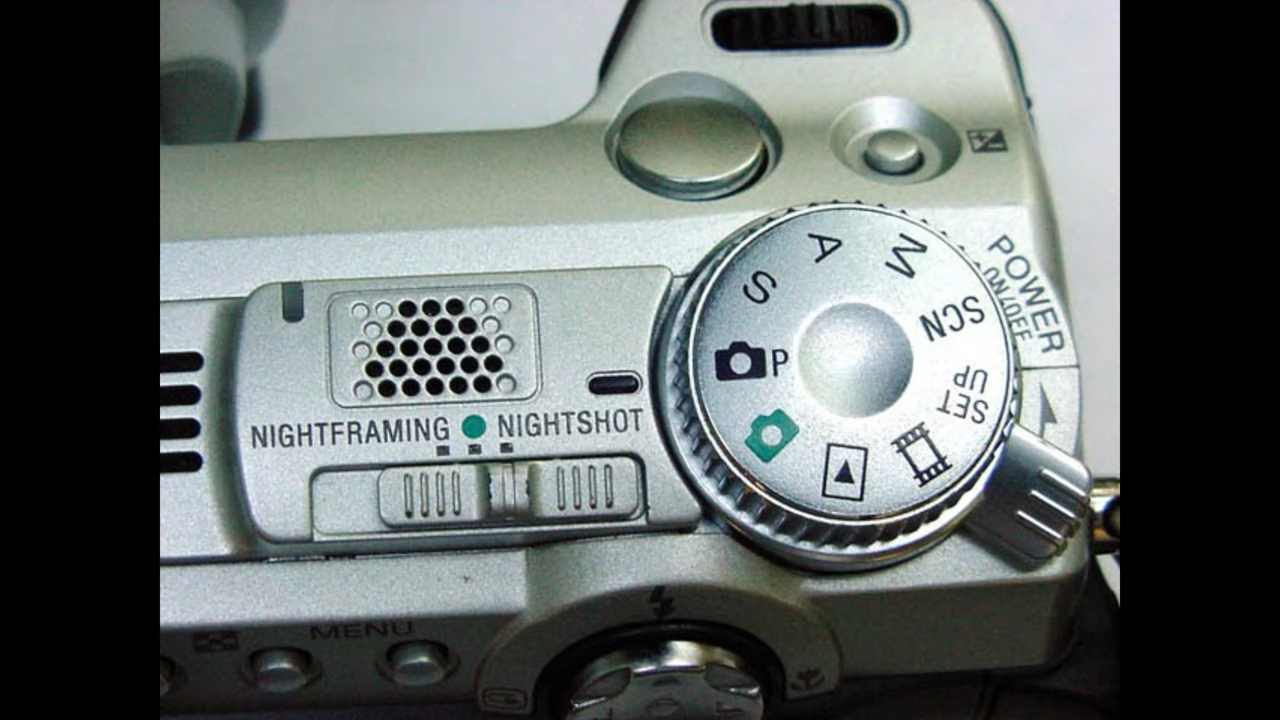 POWER
ON/OFF
M
A
S
SCN
P
SET
UP
NIGHTFRAMING NIGHTSHOT
MENU